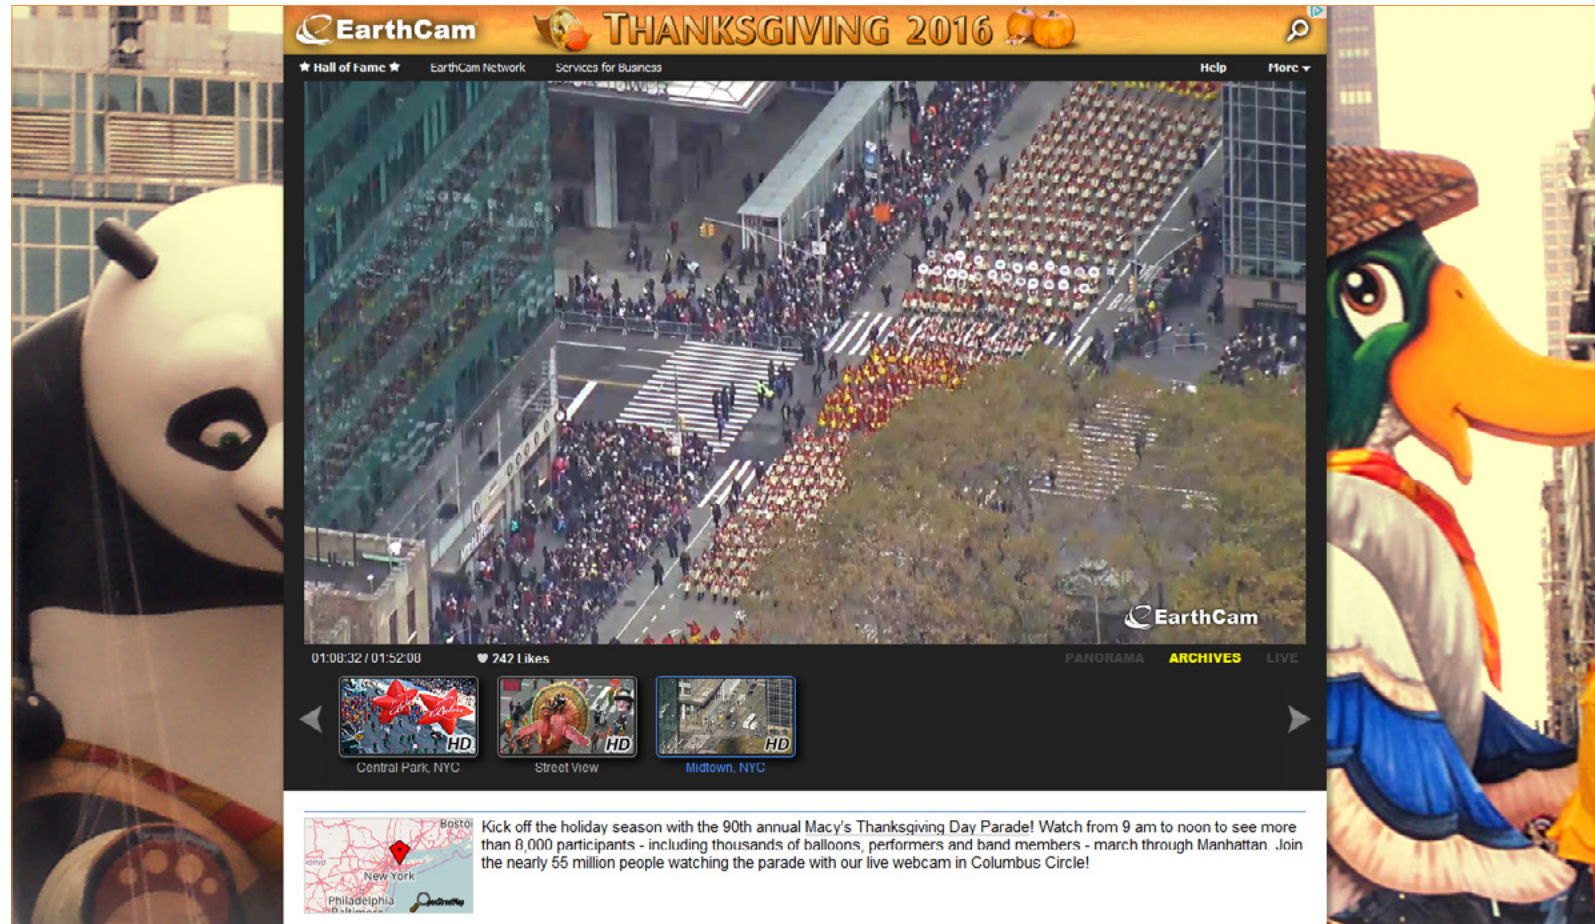 EarthCam
THANKSGIVING 2016
★ Hall of Fame ★ EarthCam Network Services for Business Help More
TOWER
EarthCam
01:08:32 / 01:52:08 242 Likes PANORAMA ARCHIVES LIVE
HD HD HD
Central Park, NYC Street View Midtown, NYC
Kick off the holiday season with the 90th annual Macy's Thanksgiving Day Parade! Watch from 9 am to noon to see more
than 8,000 participants - including thousands of balloons, performers and band members - march through Manhattan. Join
the nearly 55 million people watching the parade with our live webcam in Columbus Circle!
Bosto
New York
Philadelphia
Baltimore
OpenStreetMap